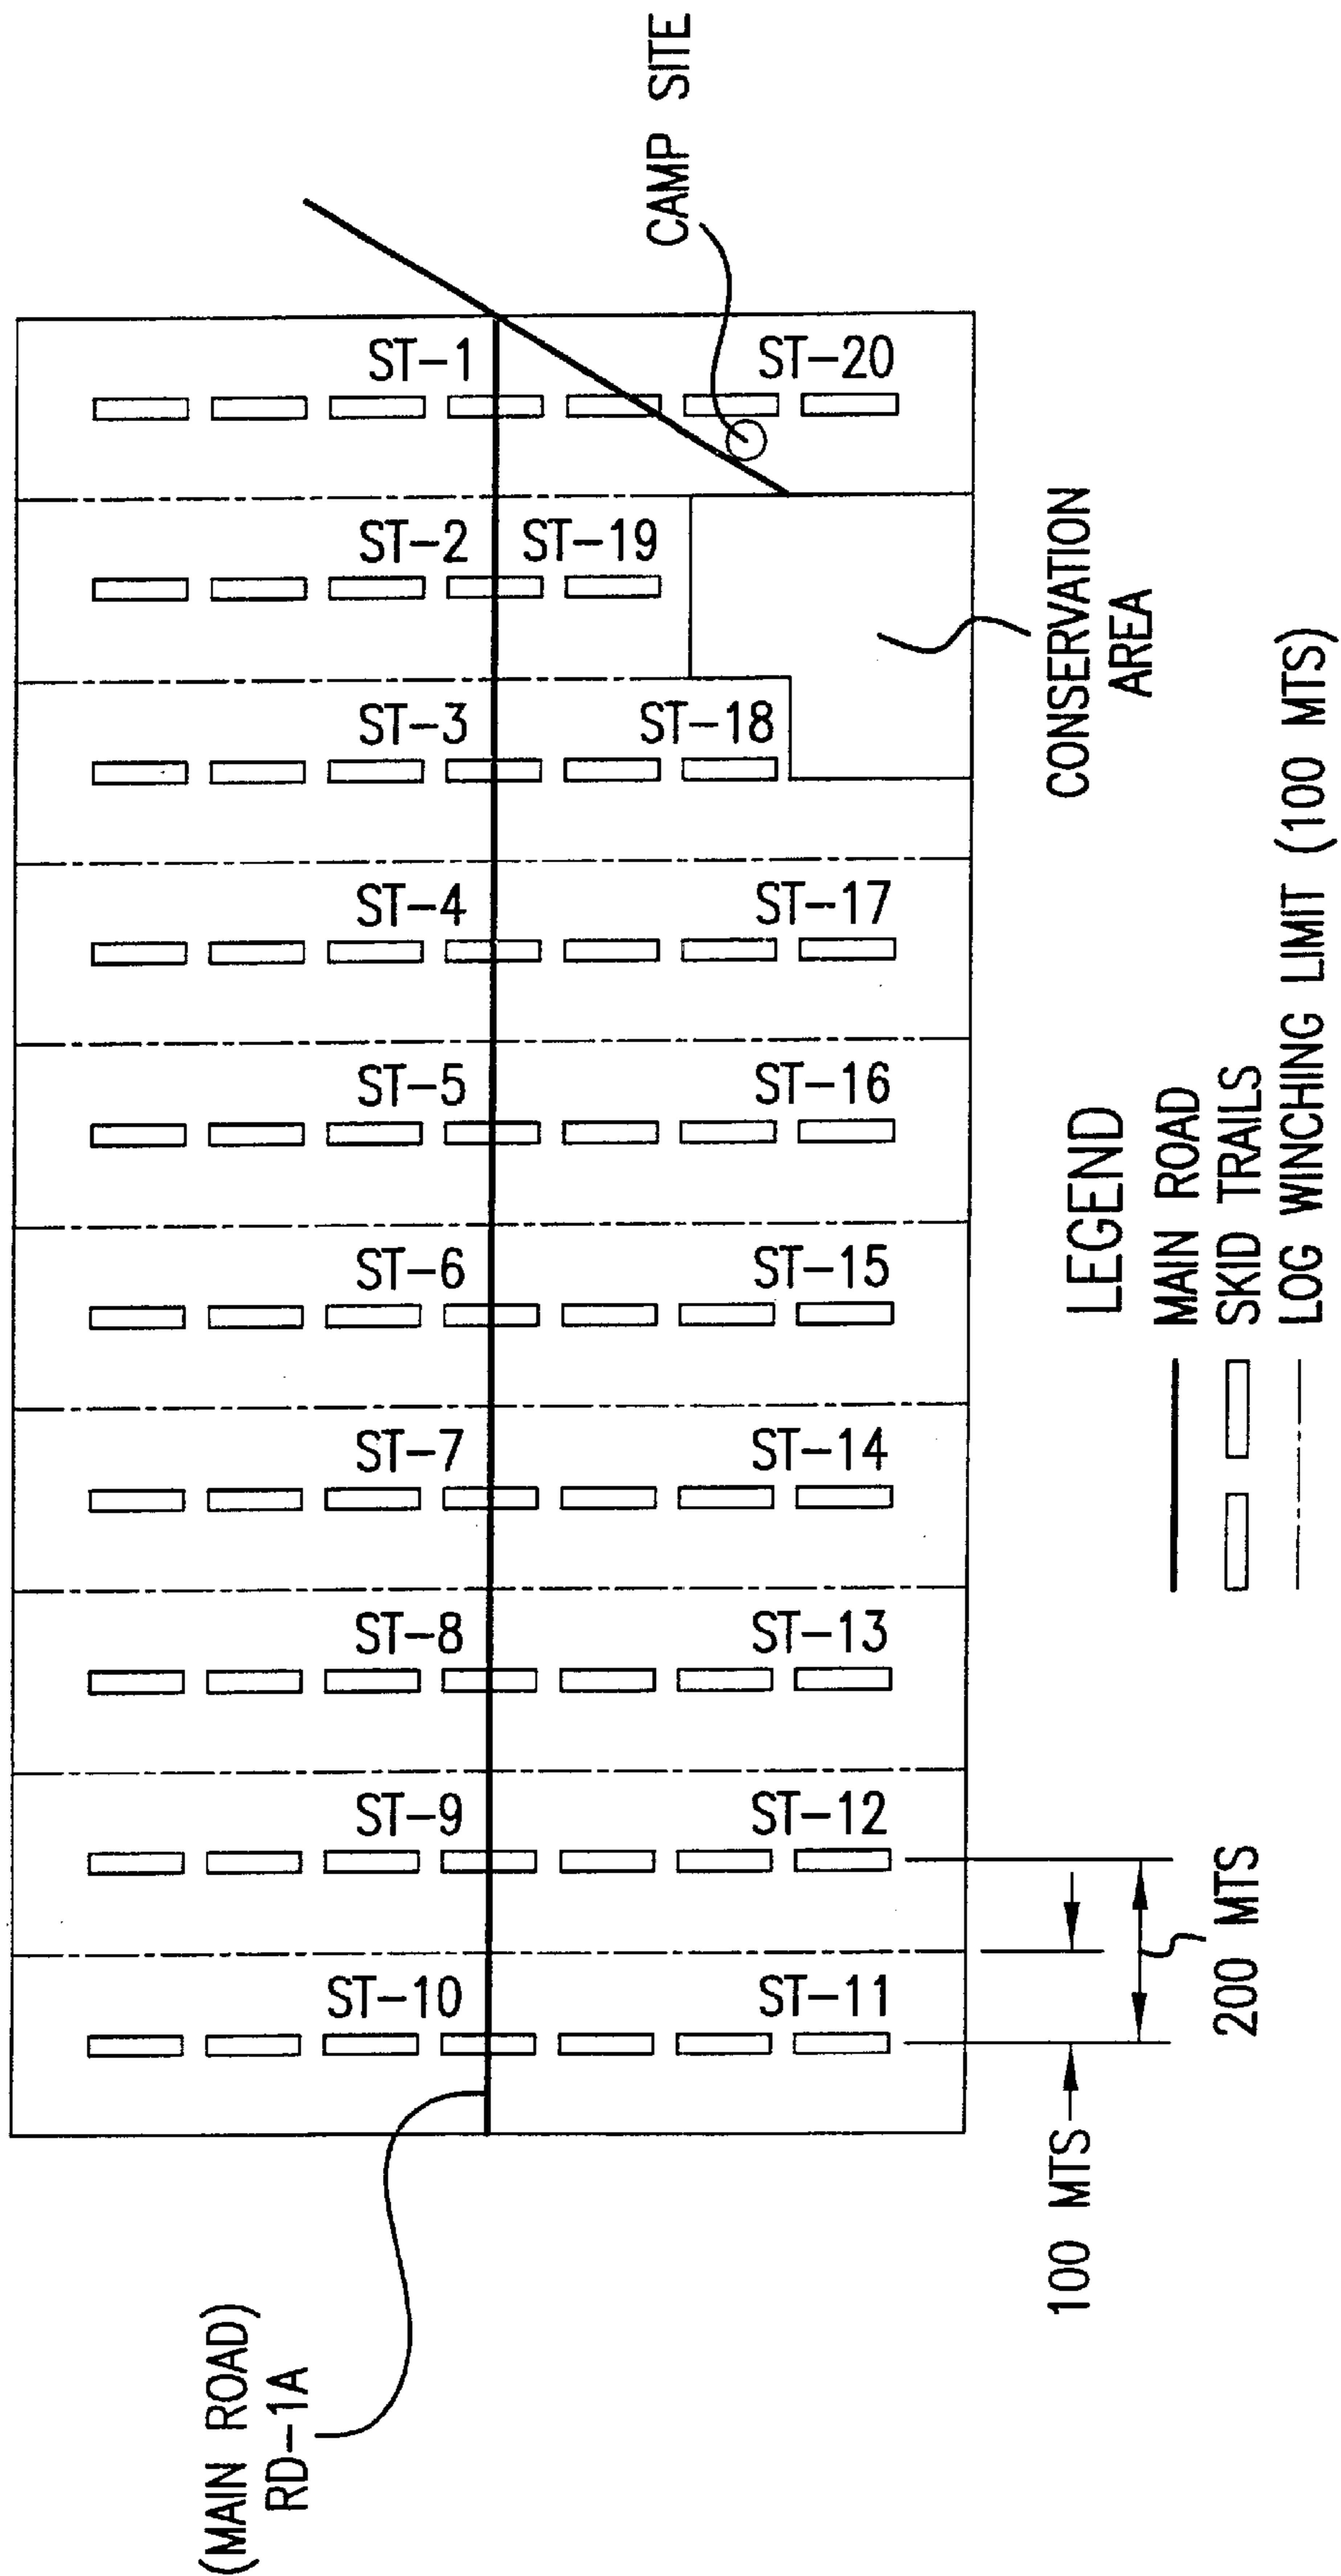 (MAIN ROAD)
RD-1A
ST-10
ST-9
ST-8
ST-7
ST-6
ST-5
ST-4
ST-3
ST-2
ST-1
ST-11
ST-12
ST-13
ST-14
ST-15
ST-16
ST-17
ST-18
ST-19
ST-20
CAMP SITE
CONSERVATION
AREA
100 MTS
200 MTS
LEGEND
MAIN ROAD
SKID TRAILS
LOG WINCHING LIMIT (100 MTS)